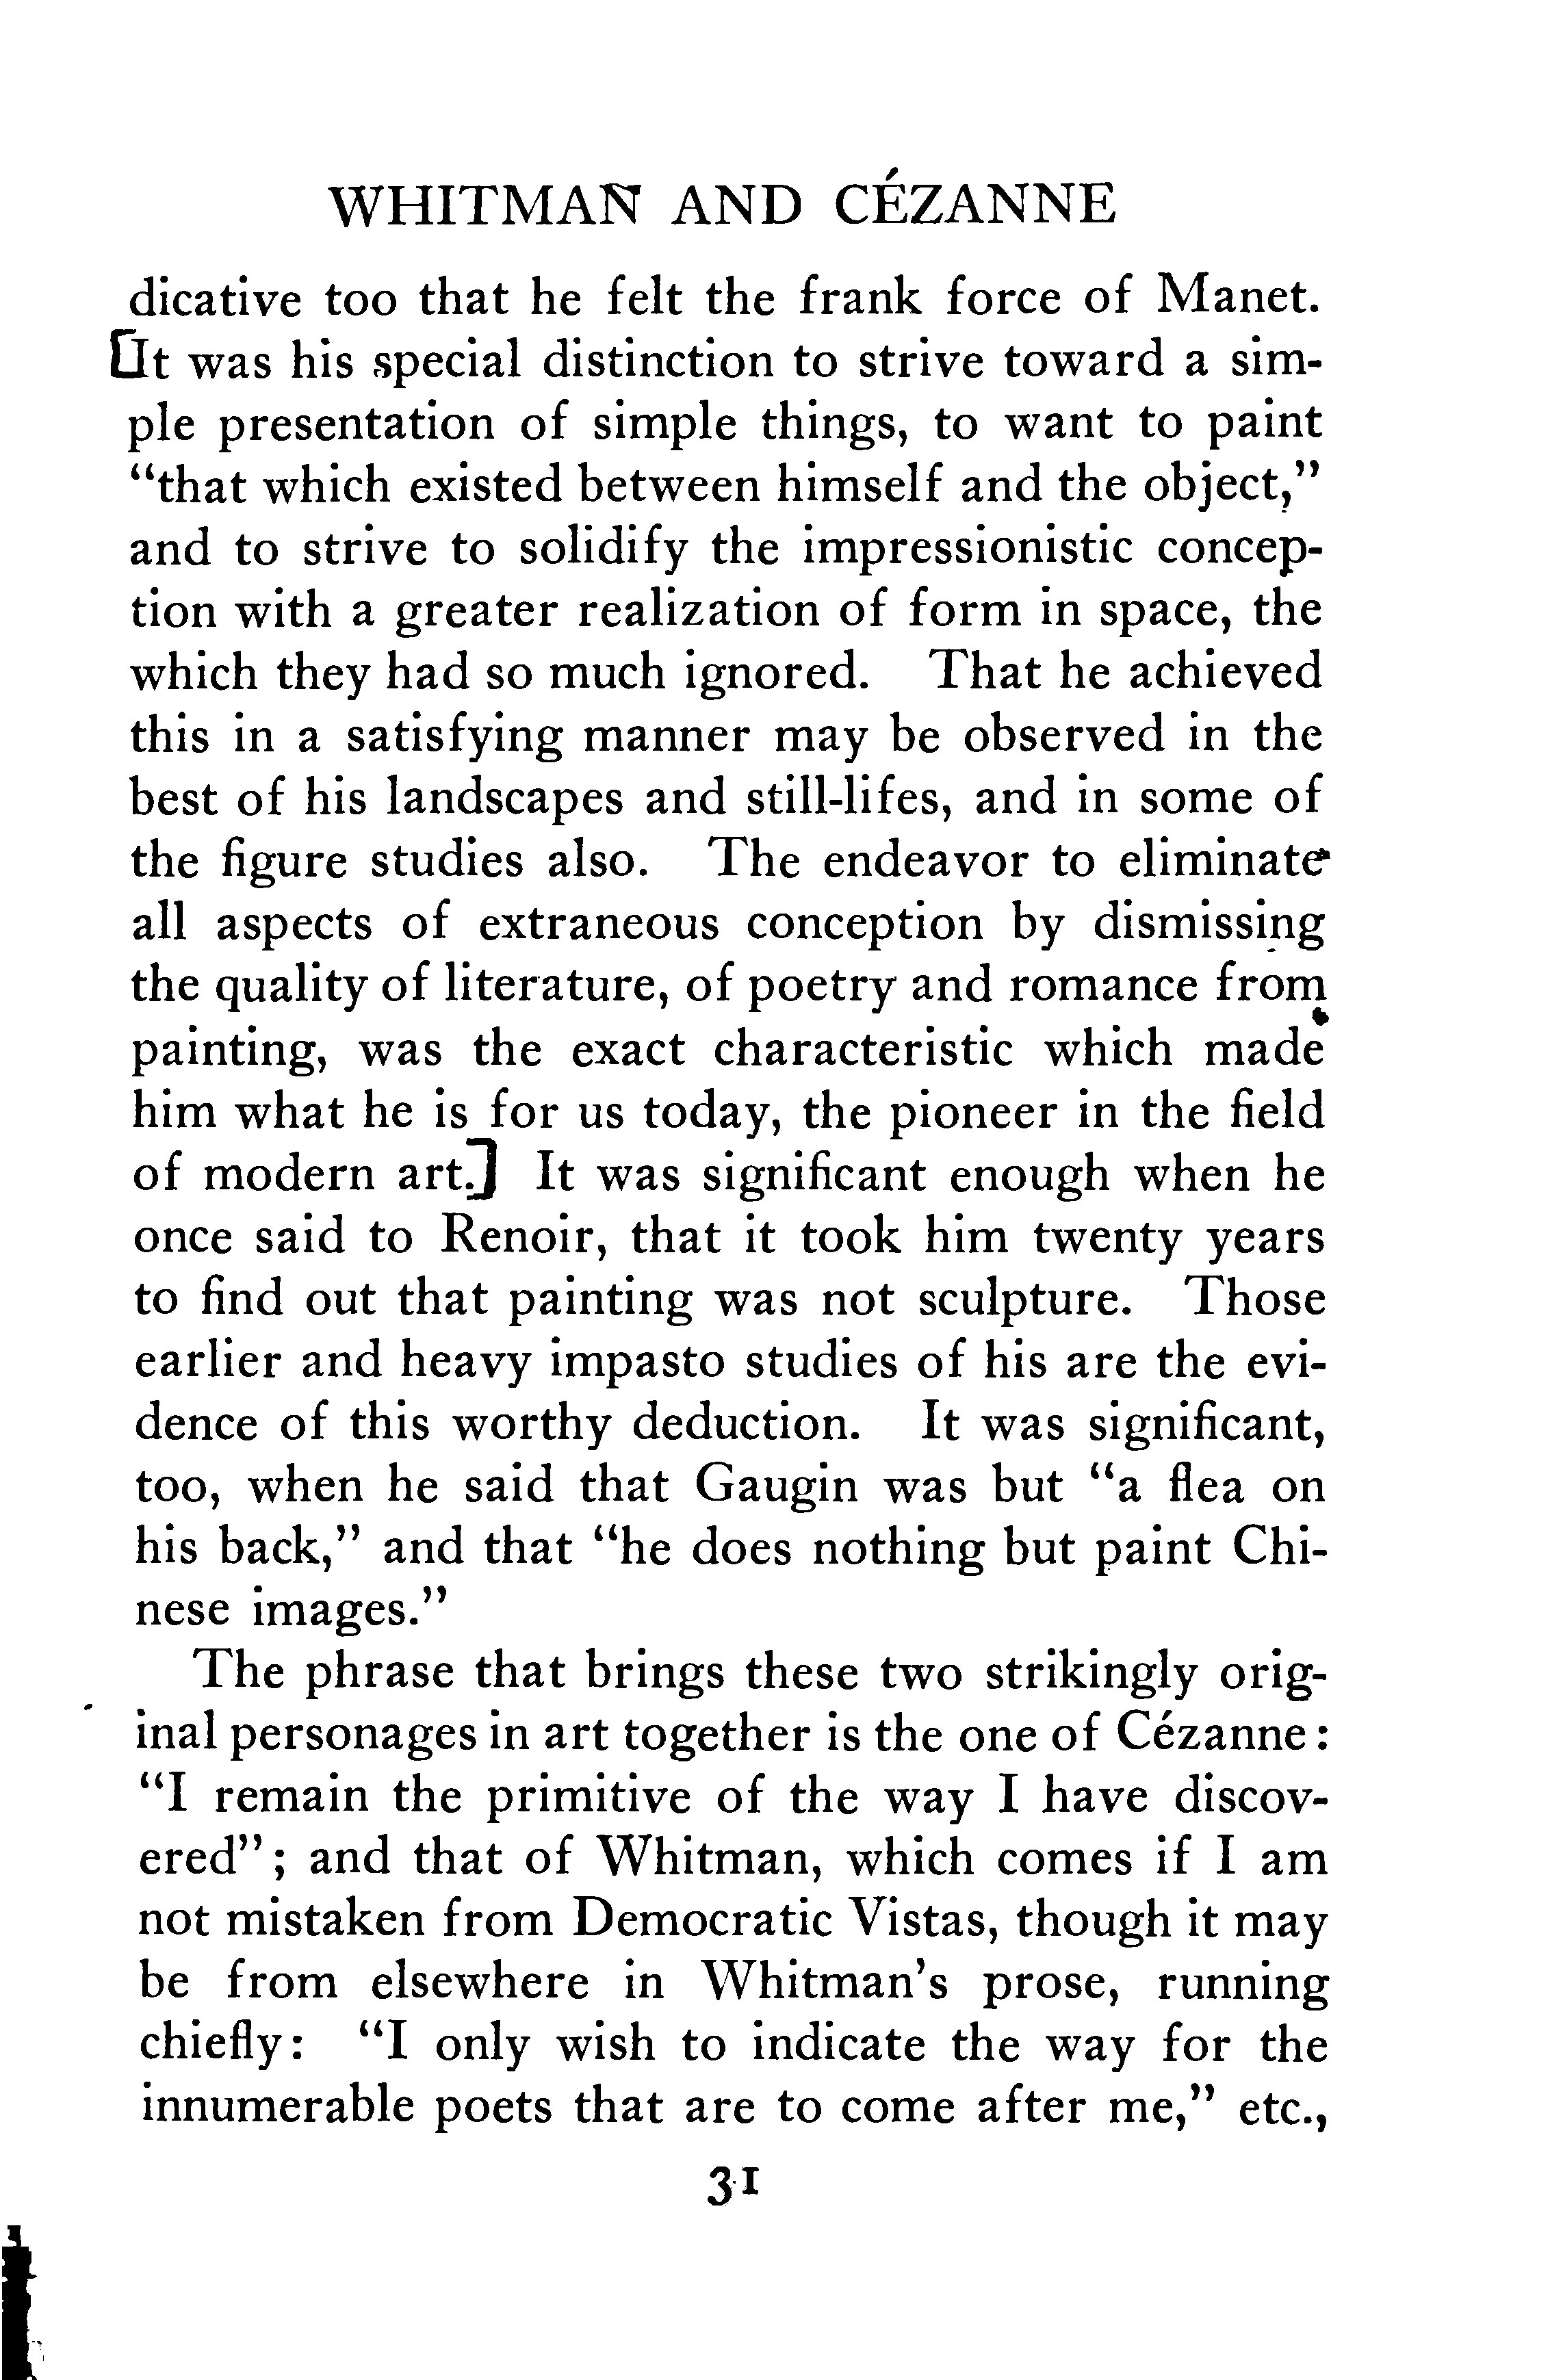 WHITMAN AND CÉZANNE
dicative too that he felt the frank force of Manet.
[It was his special distinction to strive toward a sim-
ple presentation of simple things, to want to paint
"that which existed between himself and the object,"
and to strive to solidify the impressionistic concep-
tion with a greater realization of form in space, the
which they had so much ignored. That he achieved
this in a satisfying manner may be observed in the
best of his landscapes and still-lifes, and in some of
the figure studies also. The endeavor to eliminate
all aspects of extraneous conception by dismissing
the quality of literature, of poetry and romance from
painting, was the exact characteristic which made
him what he is for us today, the pioneer in the field
of modern art.] It was significant enough when he
once said to Renoir, that it took him twenty years
to find out that painting was not sculpture. Those
earlier and heavy impasto studies of his are the evi-
dence of this worthy deduction. It was significant,
too, when he said that Gaugin was but "a flea on
his back," and that "he does nothing but paint Chi-
nese images."
The phrase that brings these two strikingly orig-
inal personages in art together is the one of Cézanne:
"I remain the primitive of the way I have discov-
ered"; and that of Whitman, which comes if I am
not mistaken from Democratic Vistas, though it may
be from elsewhere in Whitman's prose, running
chiefly: "I only wish to indicate the way for the
innumerable poets that are to come after me," etc.,
31